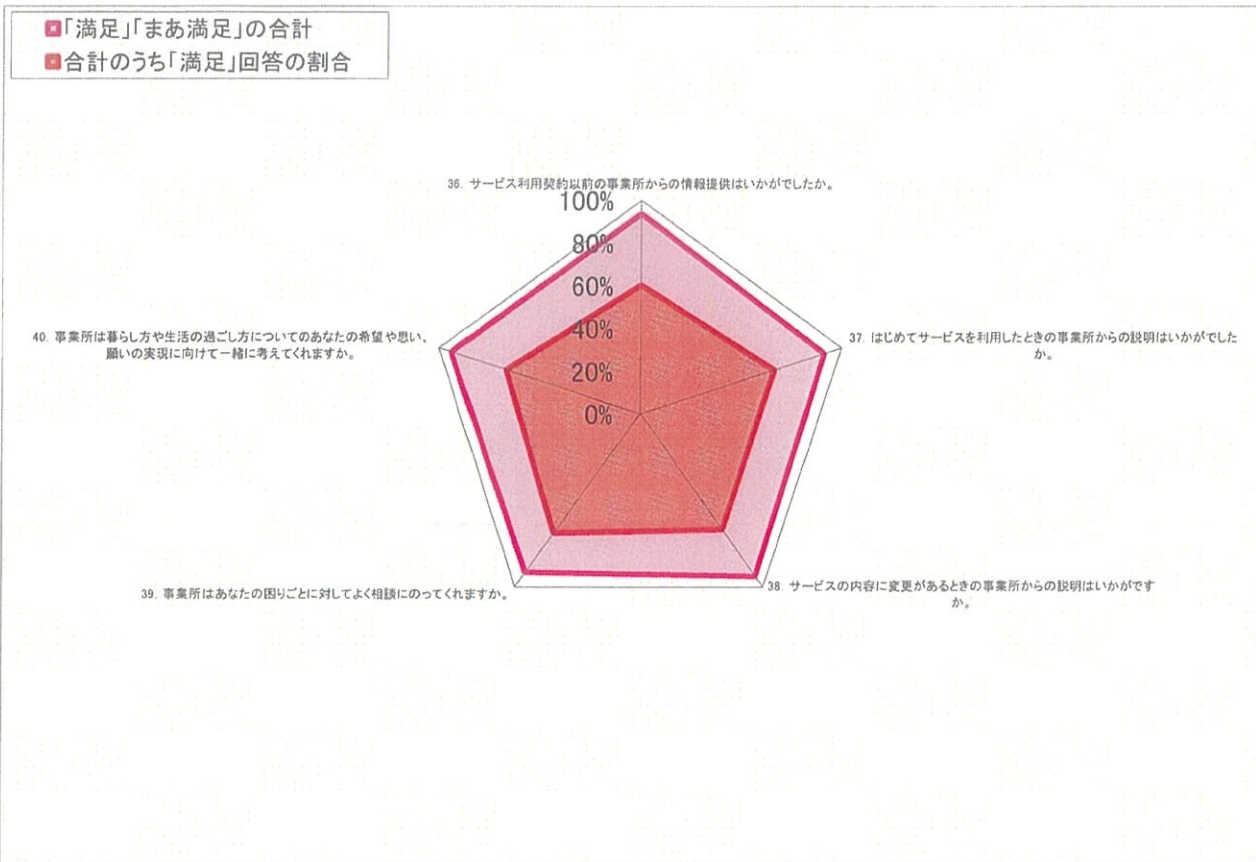 「満足」「まあ満足」の合計
合計のうち「満足」回答の割合
36. サービス利用契約以前の事業所からの情報提供はいかがでしたか。
100%
80%
60%
40%
20%
0%
37. はじめてサービスを利用したときの事業所からの説明はいかがでした
か。
38 サービスの内容に変更があるときの事業所からの説明はいかがです
か。
39. 事業所はあなたの困りごとに対してよく相談にのってくれますか。
40. 事業所は暮らし方や生活の過ごし方についてのあなたの希望や思い、
願いの実現に向けて一緒に考えてくれますか。